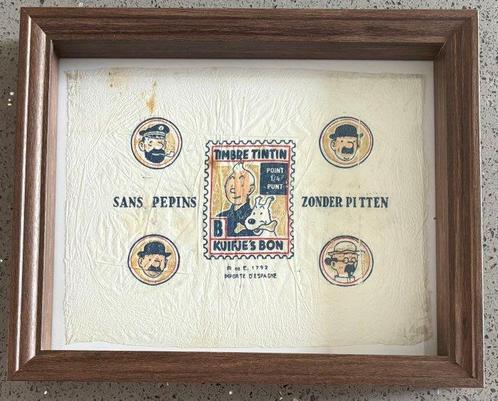 TIMBRE TINTIN
POINT
1/4
PUNT
SANS PEPINS
ZONDER PITTEN
B
KUIFJE'S BON
R de C. 1792
IMPORTE D'ESPAGNE